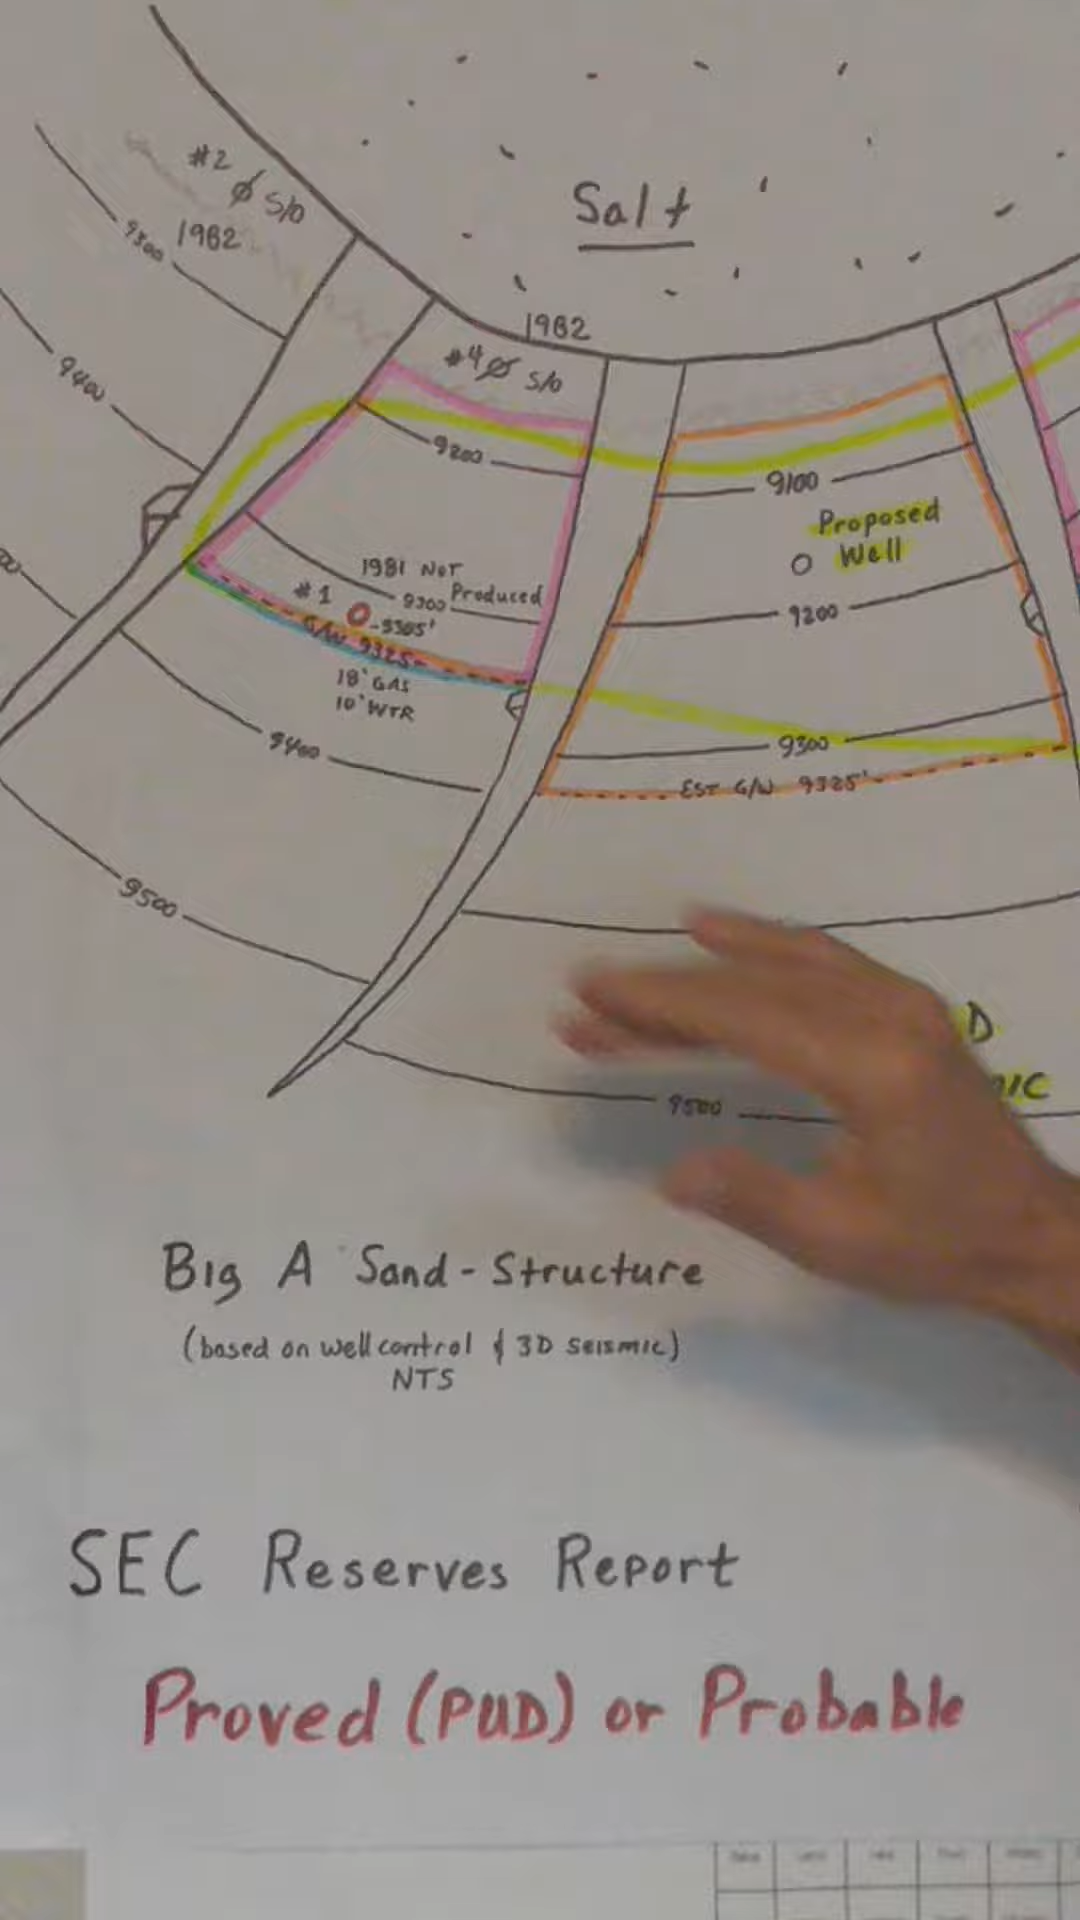 Salt
#2 Ø S/O
1982
9300
9400
1982
#4 Ø S/O
9200
9100
Proposed
Well
1981 Not
Produced
#1
9300
-9305'
G/W 9325
18' GAS
10' WTR
9200
9300
EST G/W 9325'
9400
9500
D
MIC
9500
Big A Sand-Structure
(based on well control & 3D seismic)
NTS
SEC Reserves Report
Proved (PUD) or Probable